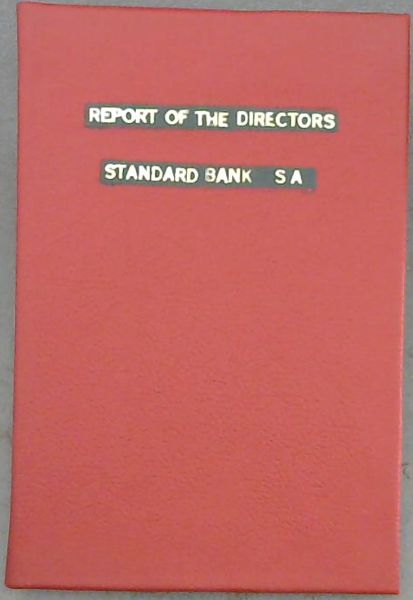 REPORT OF THE DIRECTORS
STANDARD BANK S A